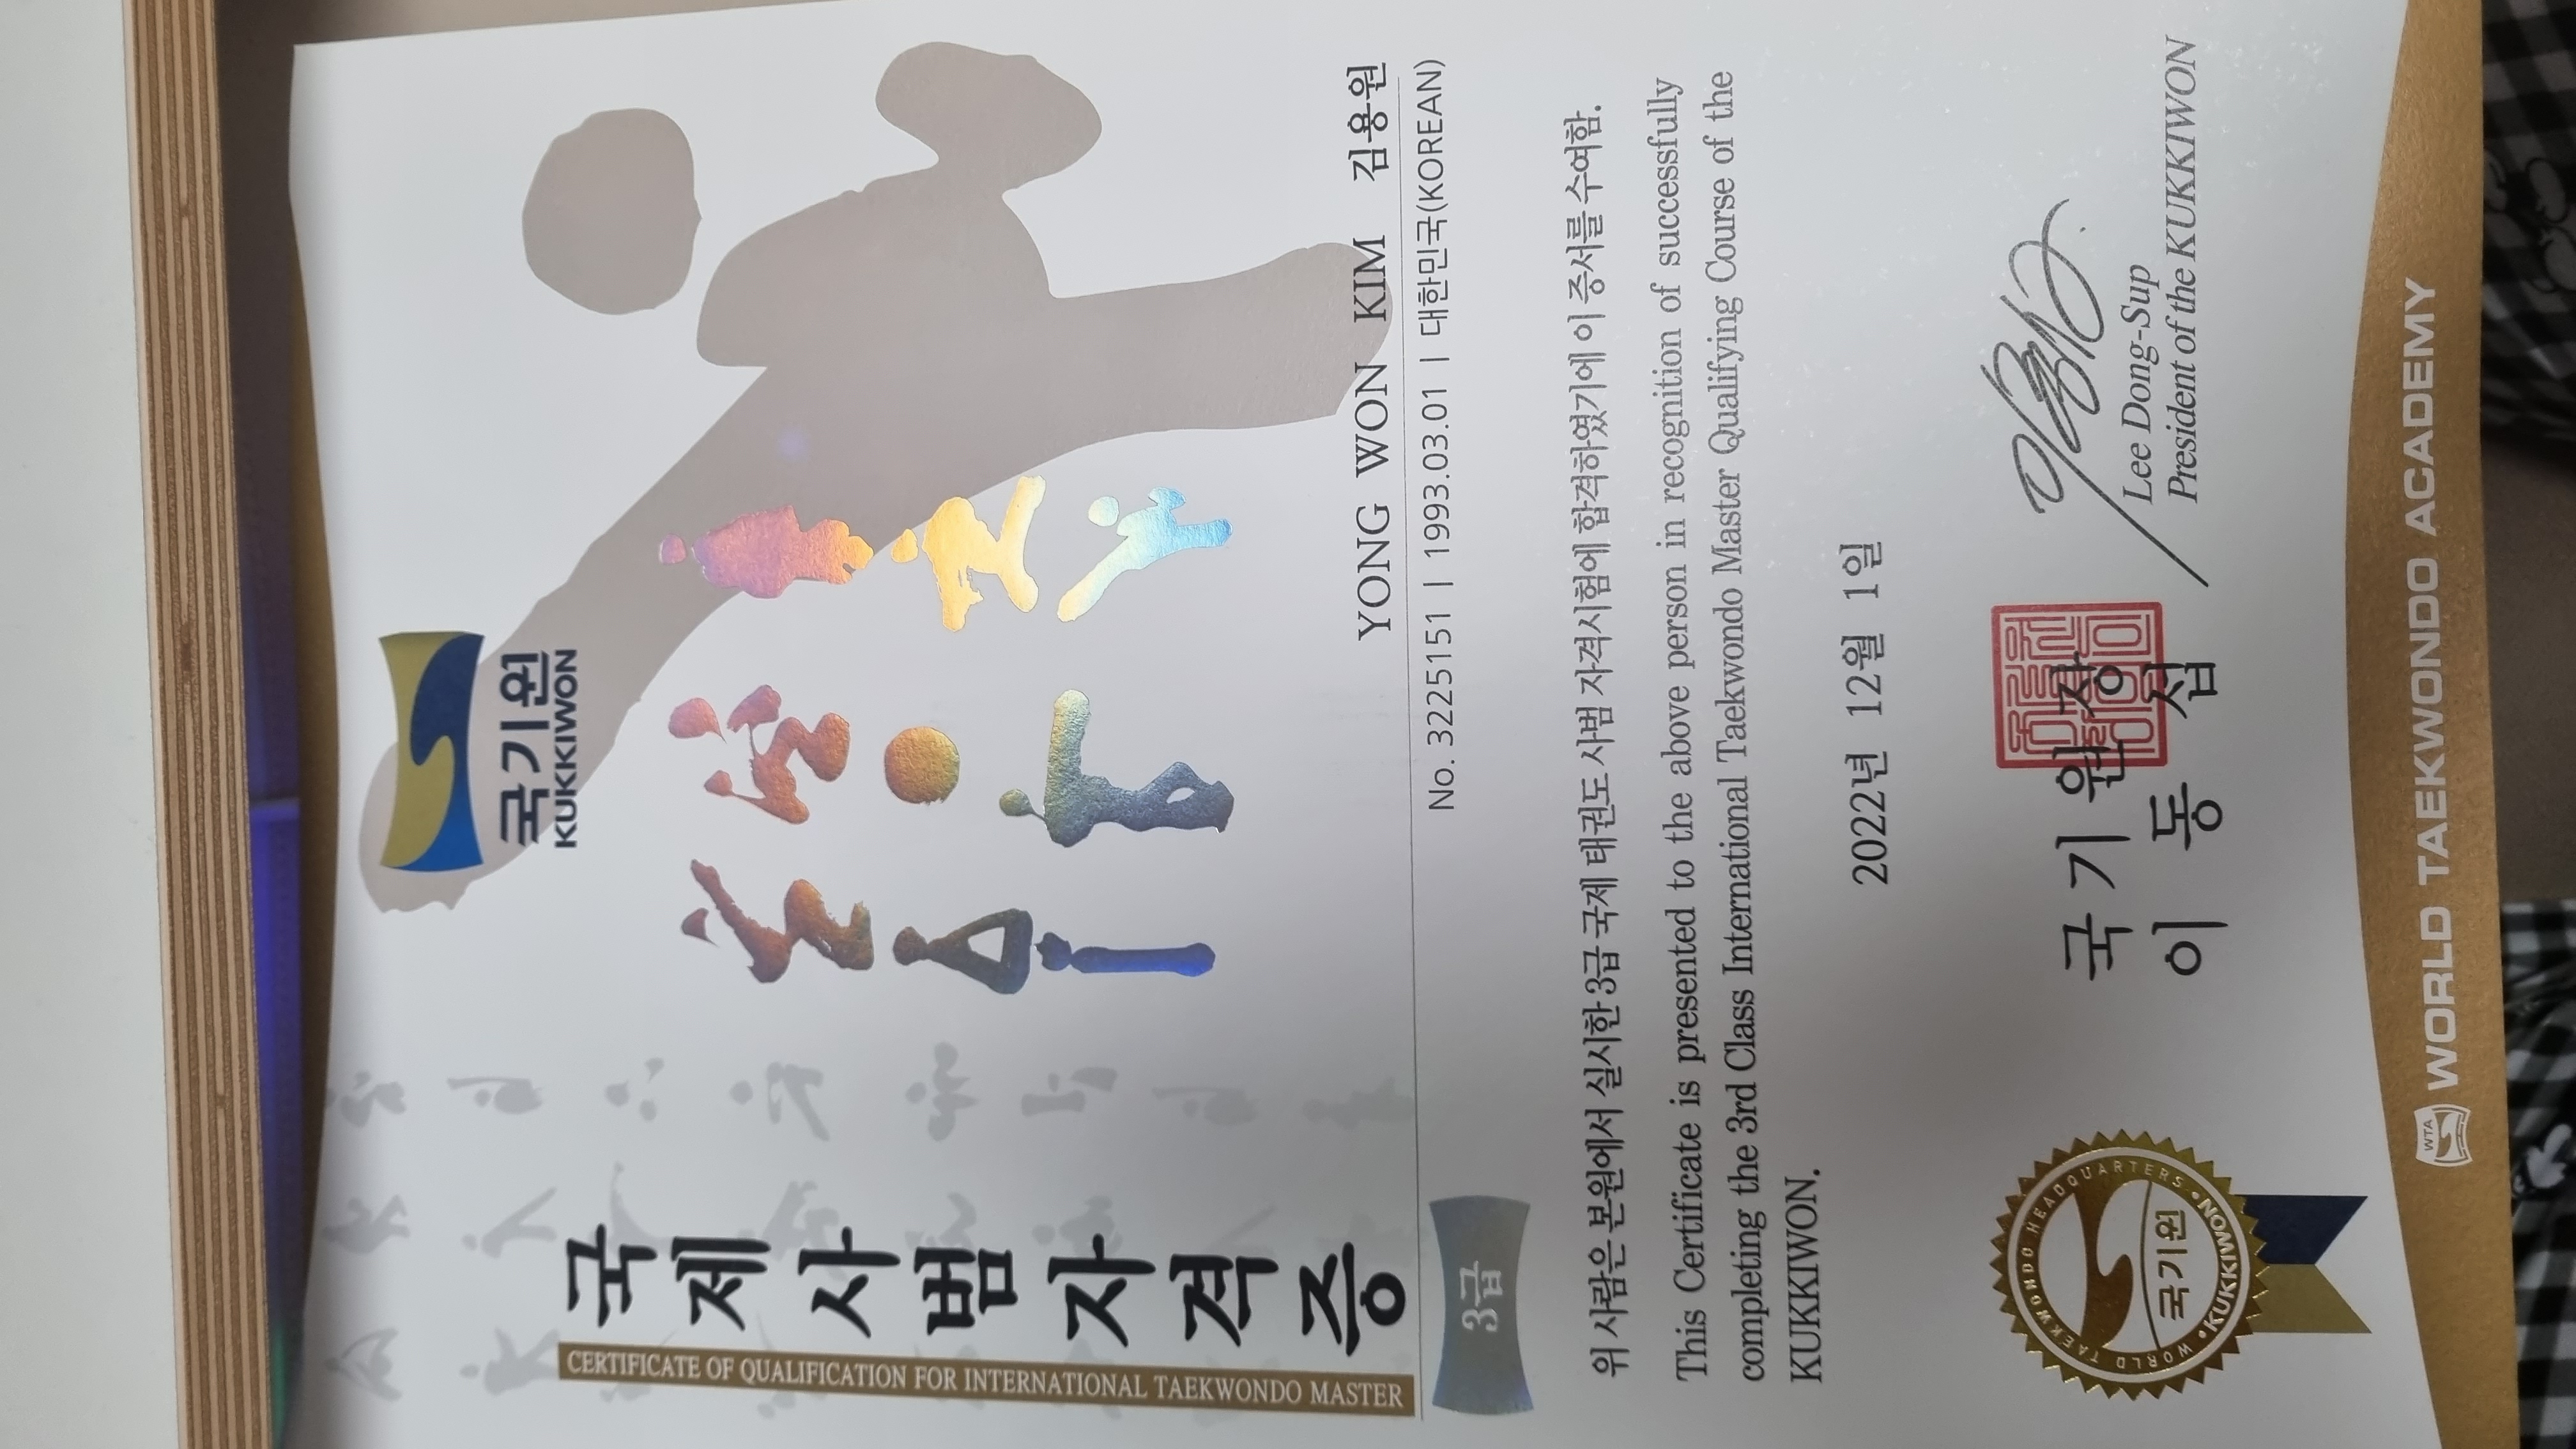 국기원
KUKKIWON
국제사범자격증
CERTIFICATE OF QUALIFICATION FOR INTERNATIONAL TAEKWONDO MASTER
YONG WON KIM 김용원
3급
No. 3225151 | 1993.03.01 | 대한민국(KOREAN)
위 사람은 본원에서 실시한 3급 국제 태권도 사범 자격시험에 합격하였기에 이 증서를 수여함.
This Certificate is presented to the above person in recognition of successfully
completing the 3rd Class International Taekwondo Master Qualifying Course of the
KUKKIWON.
2022년 12월 1일
국기원장
이동섭
Lee Dong-Sup
President of the KUKKIWON
WORLD TAEKWONDO HEADQUARTERS
국기원
•KUKKIWON•
WTA
WORLD TAEKWONDO ACADEMY